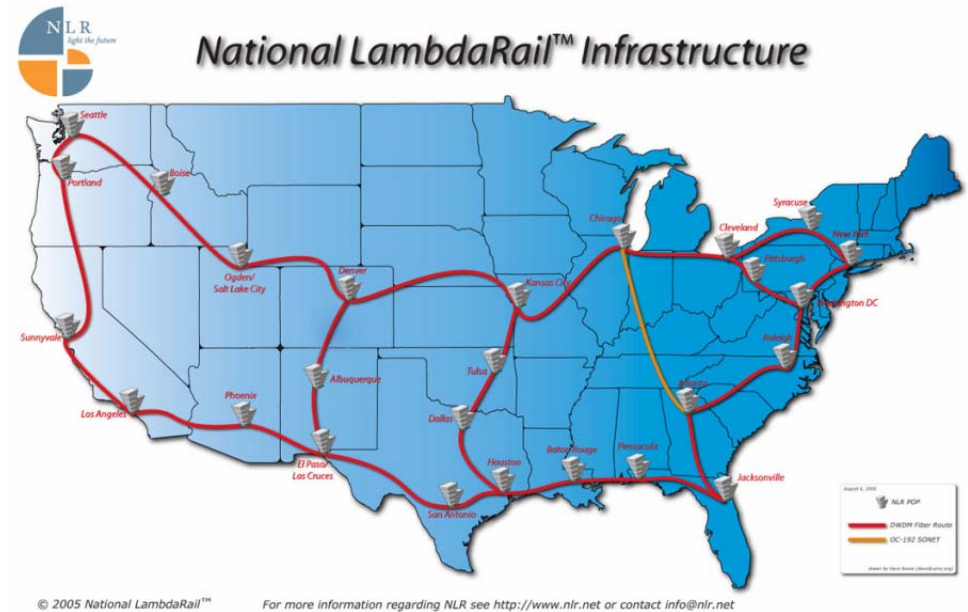 NLR
light the future
National LambdaRail™ Infrastructure
Seattle
Portland
Boise
Ogden/
Salt Lake City
Denver
Kansas City
Chicago
Cleveland
Syracuse
New York
Pittsburgh
Washington DC
Raleigh
Sunnyvale
Los Angeles
Phoenix
Albuquerque
El Paso/
Las Cruces
Tulsa
Dallas
Houston
San Antonio
Baton Rouge
Pensacola
Atlanta
Jacksonville
NLR POP
DWDM Fiber Route
OC-192 SONET
© 2005 National LambdaRail™
For more information regarding NLR see http://www.nlr.net or contact info@nlr.net